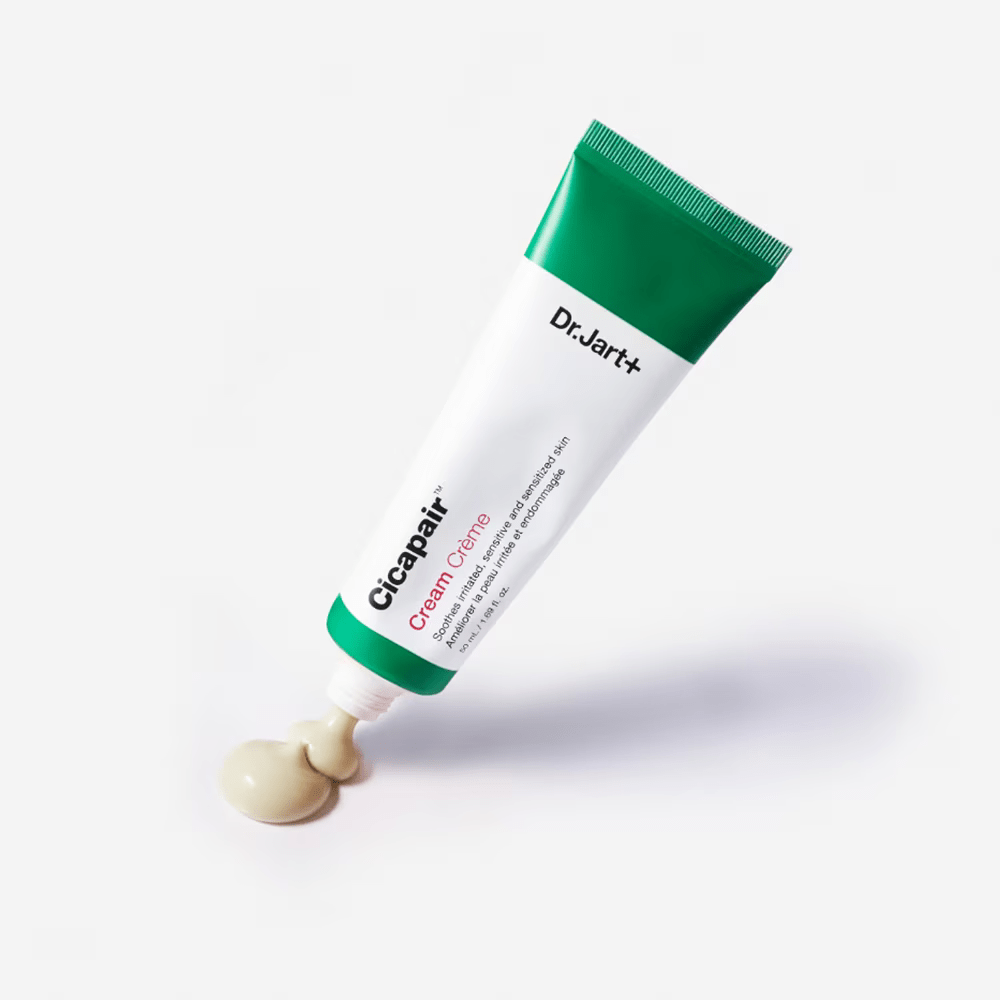 Dr.Jart+
Cicapair™
Cream Crème
Soothes irritated, sensitive and sensitized skin
Améliorer la peau irritée et endommagée
50 mL / 1.69 fl. oz.